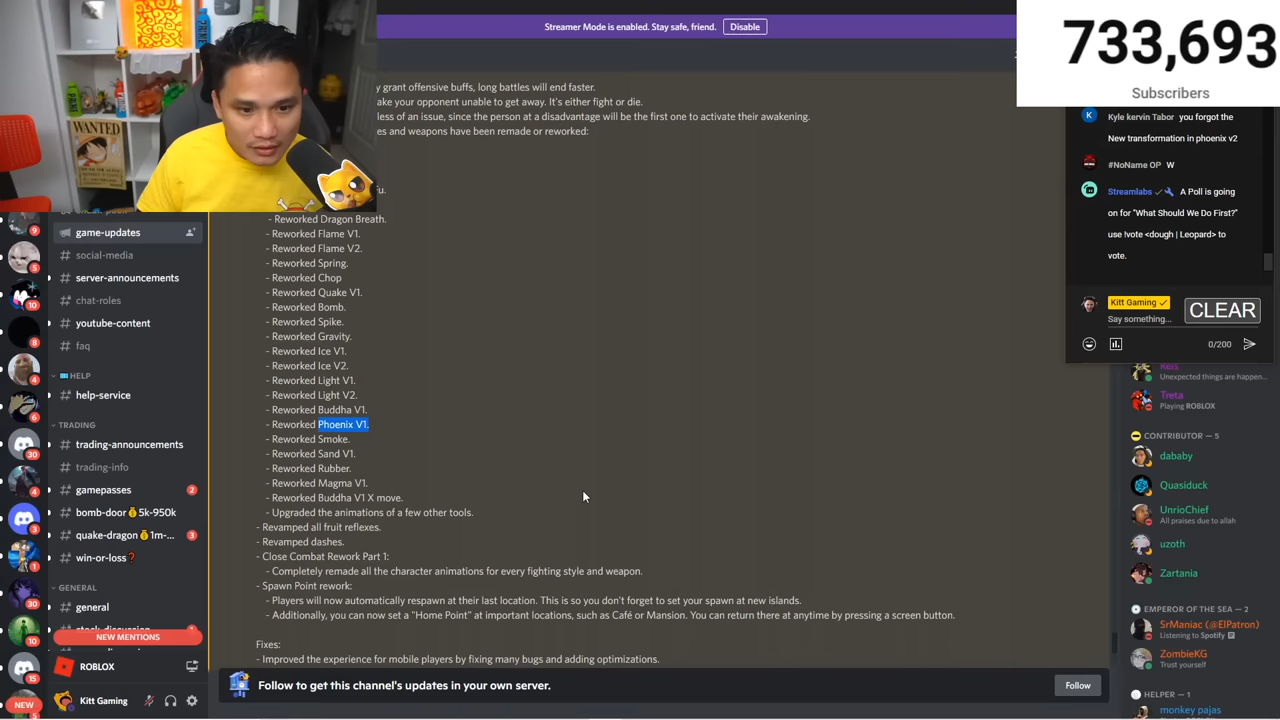 Streamer Mode is enabled. Stay safe, friend.
Disable
733,693
Subscribers
WANTED
y grant offensive buffs, long battles will end faster.
ake your opponent unable to get away. It's either fight or die.
less of an issue, since the person at a disadvantage will be the first one to activate their awakening.
es and weapons have been remade or reworked:
fu.
- Reworked Dragon Breath.
- Reworked Flame V1.
- Reworked Flame V2.
- Reworked Spring.
- Reworked Chop
- Reworked Quake V1.
- Reworked Bomb.
- Reworked Spike.
- Reworked Gravity.
- Reworked Ice V1.
- Reworked Ice V2.
- Reworked Light V1.
- Reworked Light V2.
- Reworked Buddha V1.
- Reworked Phoenix V1.
- Reworked Smoke.
- Reworked Sand V1.
- Reworked Rubber.
- Reworked Magma V1.
- Reworked Buddha V1 X move.
- Upgraded the animations of a few other tools.
- Revamped all fruit reflexes.
- Revamped dashes.
- Close Combat Rework Part 1:
- Completely remade all the character animations for every fighting style and weapon.
- Spawn Point rework:
- Players will now automatically respawn at their last location. This is so you don't forget to set your spawn at new islands.
- Additionally, you can now set a "Home Point" at important locations, such as Café or Mansion. You can return there at anytime by pressing a screen button.
Fixes:
- Improved the experience for mobile players by fixing many bugs and adding optimizations.
Follow to get this channel's updates in your own server.
Follow
game-updates
# social-media
# server-announcements
# chat-roles
# youtube-content
# faq
HELP
# help-service
TRADING
# trading-announcements
# trading-info
# gamepasses 2
# bomb-door 5k-950k
# quake-dragon 1m-... 3
# win-or-loss
GENERAL
# general
NEW MENTIONS
ROBLOX
Kitt Gaming
9
10
8
4
6
30
4
3
1
30
10
15
NEW
K Kyle kervin Tabor you forgot the
New transformation in phoenix v2
#NoName OP W
Streamlabs A Poll is going
on for "What Should We Do First?"
use !vote <dough | Leopard> to
vote.
Kitt Gaming
CLEAR
Say something...
0/200
Unexpected things are happen...
Treta
Playing ROBLOX
CONTRIBUTOR — 5
dababy
Quasiduck
UnrioChief
All praises due to allah
uzoth
Zartania
EMPEROR OF THE SEA — 2
SrManiac (@ElPatron)
Listening to Spotify
ZombieKG
Trust yourself
HELPER — 1
monkey pajas